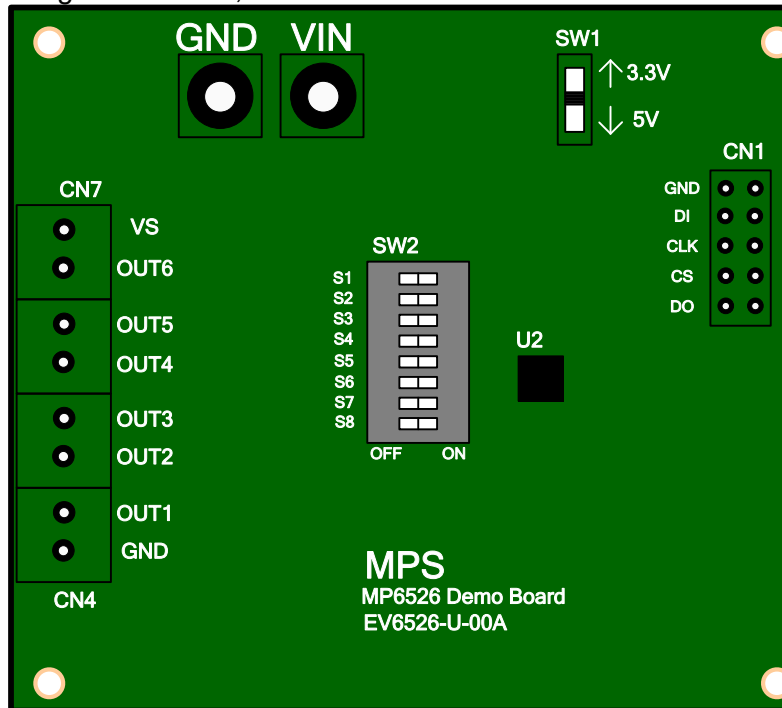 GND VIN
SW1
3.3V
5V
CN1
GND
DI
CLK
CS
DO
CN7
VS
OUT6
OUT5
OUT4
OUT3
OUT2
OUT1
GND
CN4
SW2
S1
S2
S3
S4
S5
S6
S7
S8
OFF ON
U2
MPS
MP6526 Demo Board
EV6526-U-00A